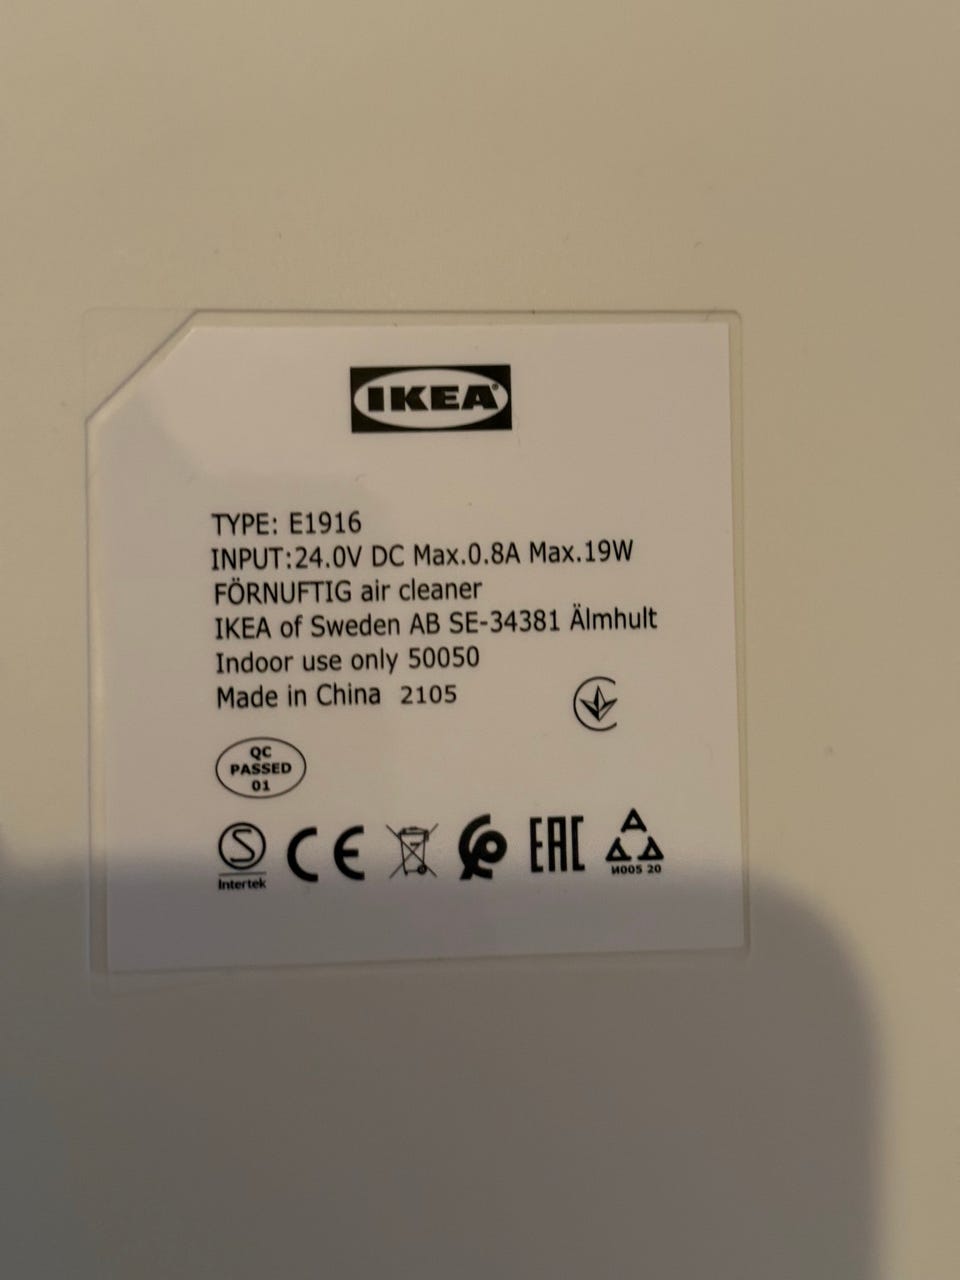 IKEA®
TYPE: E1916
INPUT:24.0V DC Max.0.8A Max.19W
FÖRNUFTIG air cleaner
IKEA of Sweden AB SE-34381 Älmhult
Indoor use only 50050
Made in China 2105
QC
PASSED
01
S
Intertek
CE
EAC
И005 20